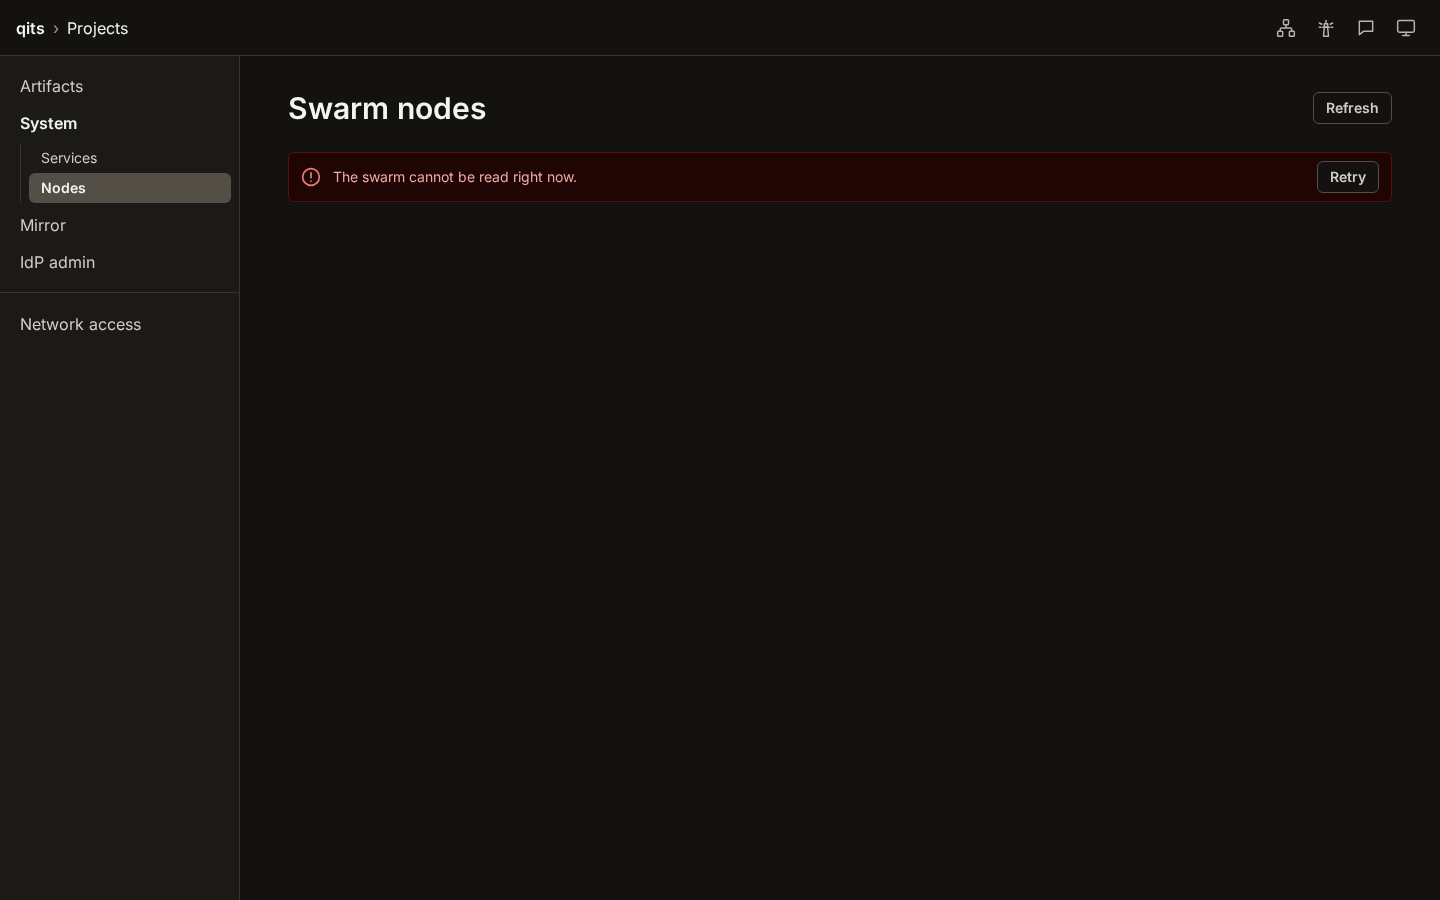 qits › Projects
Artifacts
System
Services
Nodes
Mirror
IdP admin
Network access
Swarm nodes
Refresh
The swarm cannot be read right now.
Retry